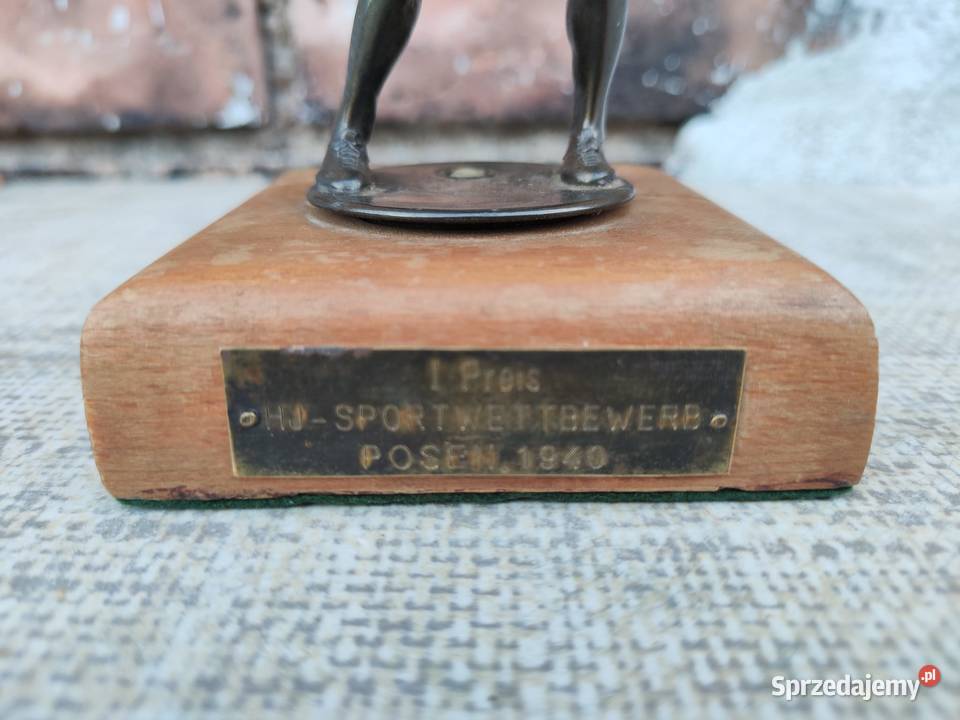 I Preis
HJ-SPORTWETTBEWERB
POSEN 1940
Sprzedajemy.pl